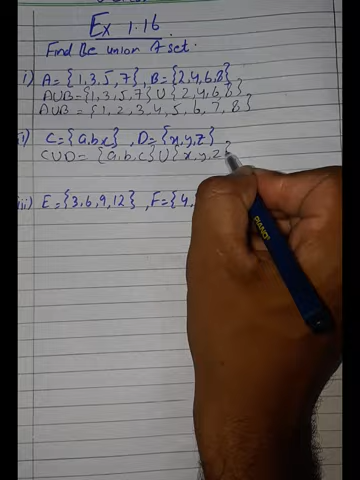 Ex 1.16
Find the union of set.
i) A = {1,3,5,7}, B = {2,4,6,8}
AUB = {1,3,5,7} U {2,4,6,8}
AUB = {1, 2, 3, 4, 5, 6, 7, 8}
ii) C = {a,b,c}, D = {x,y,z}
CUD = {a,b,c} U {x,y,z}
iii) E = {3,6,9,12}, F = {4,
PIANO